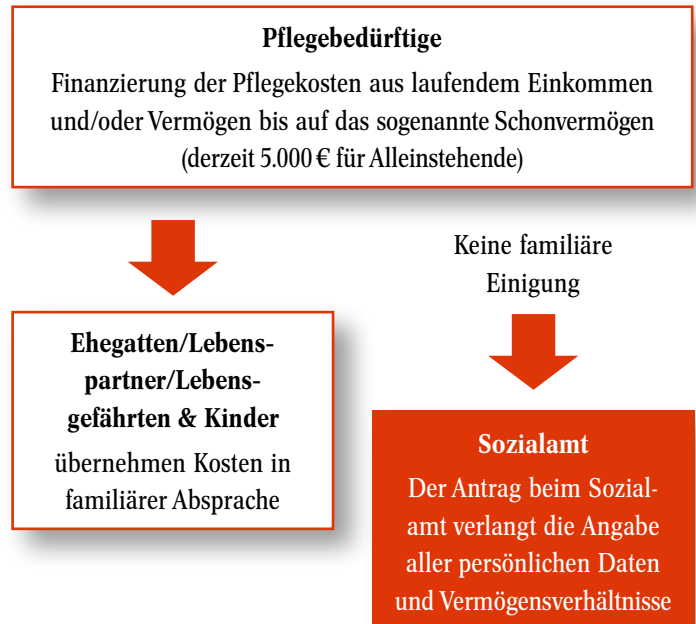 Pflegebedürftige
Finanzierung der Pflegekosten aus laufendem Einkommen
und/oder Vermögen bis auf das sogenannte Schonvermögen
(derzeit 5.000 € für Alleinstehende)
Keine familiäre
Einigung
Ehegatten/Lebens-
partner/Lebens-
gefährten & Kinder
übernehmen Kosten in
familiärer Absprache
Sozialamt
Der Antrag beim Sozial-
amt verlangt die Angabe
aller persönlichen Daten
und Vermögensverhältnisse